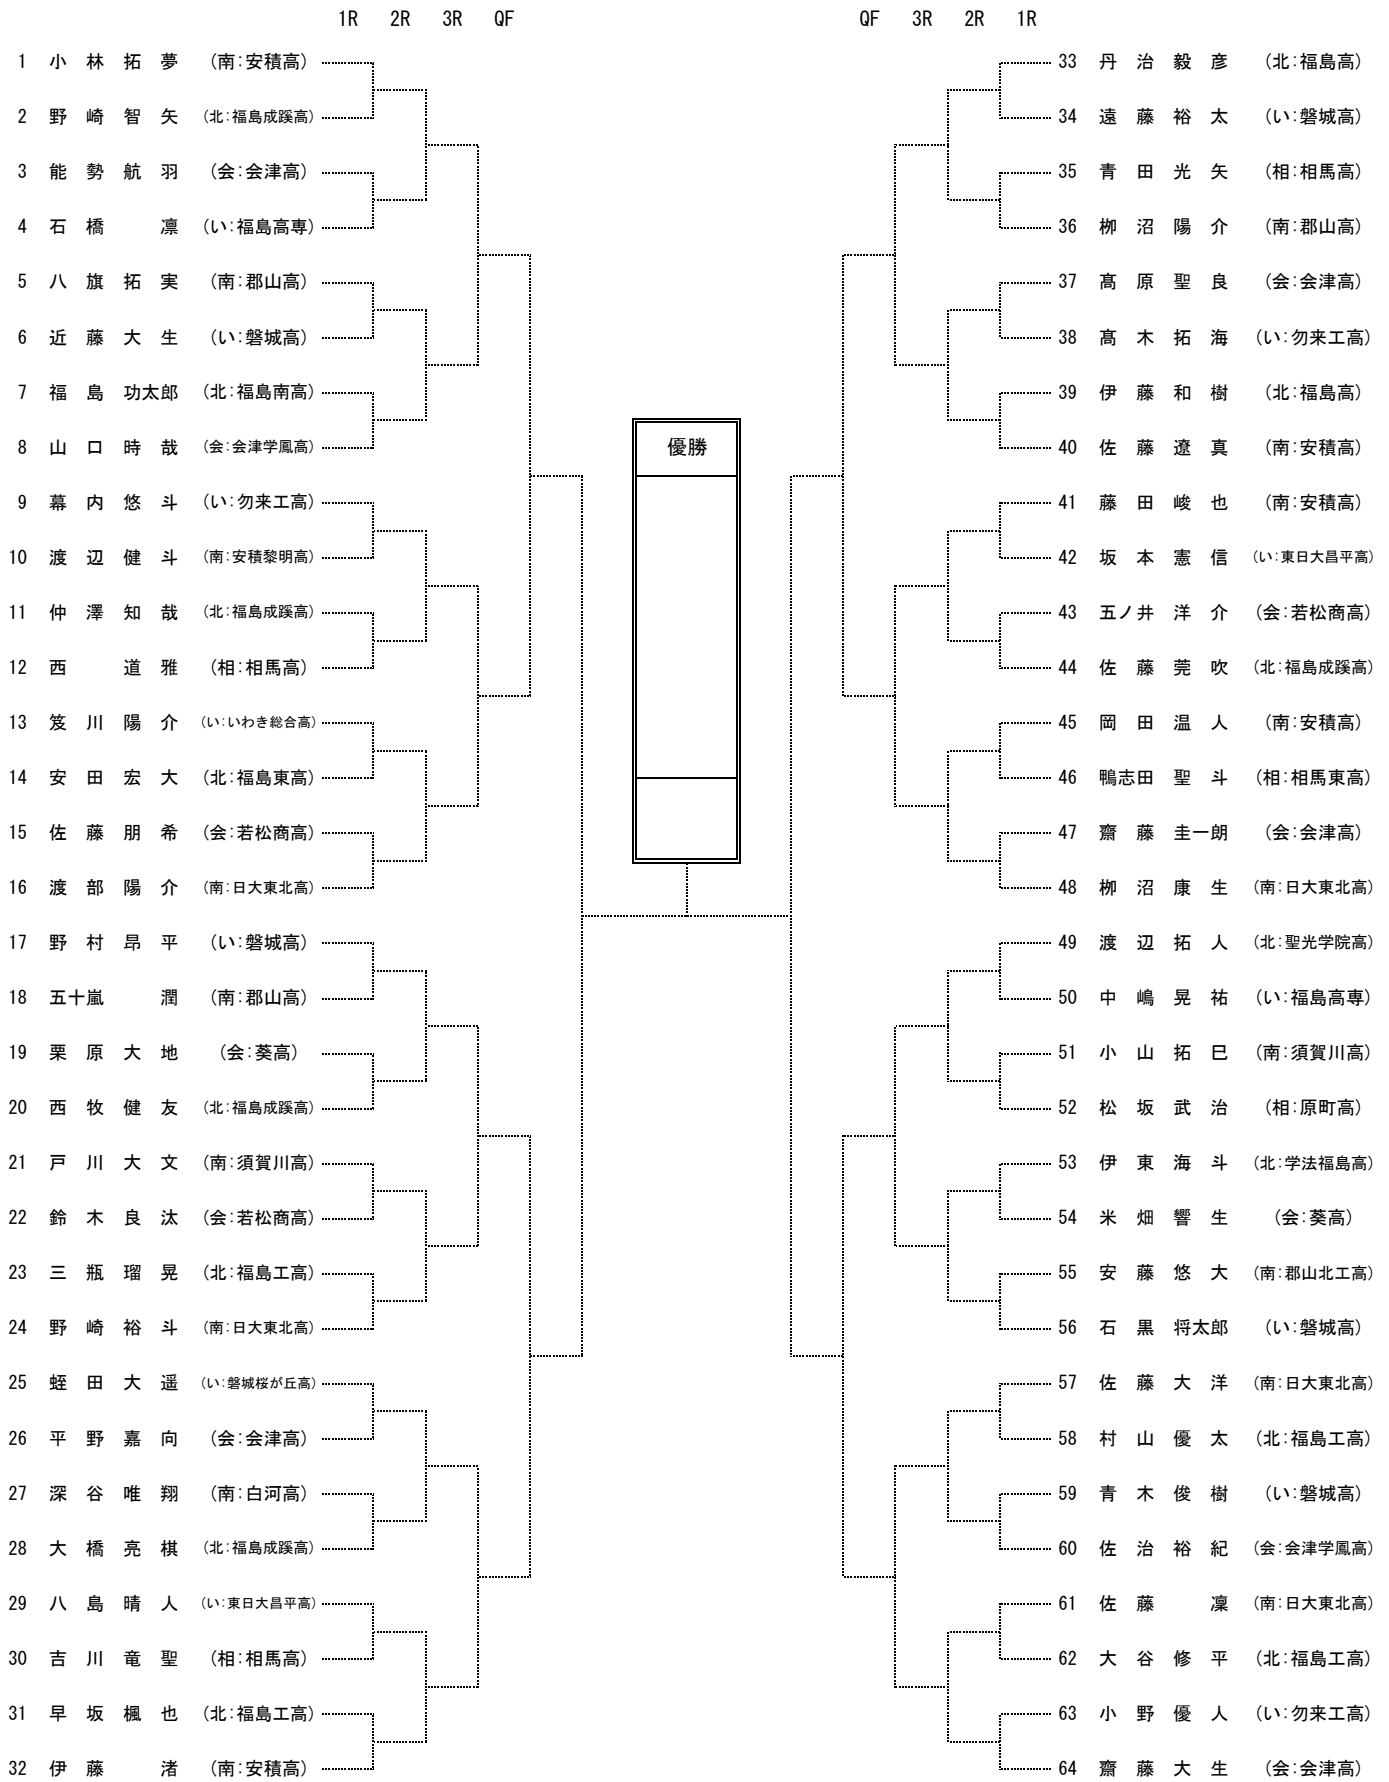 1R 2R 3R QF
QF 3R 2R 1R
1 小林拓夢 (南:安積高)
2 野崎智矢 (北:福島成蹊高)
3 能勢航羽 (会:会津高)
4 石橋 凛 (い:福島高専)
5 八旗拓実 (南:郡山高)
6 近藤大生 (い:磐城高)
7 福島功太郎 (北:福島南高)
8 山口時哉 (会:会津学鳳高)
9 幕内悠斗 (い:勿来工高)
10 渡辺健斗 (南:安積黎明高)
11 仲澤知哉 (北:福島成蹊高)
12 西 道雅 (相:相馬高)
13 笈川陽介 (い:いわき総合高)
14 安田宏大 (北:福島東高)
15 佐藤朋希 (会:若松商高)
16 渡部陽介 (南:日大東北高)
17 野村昂平 (い:磐城高)
18 五十嵐 潤 (南:郡山高)
19 栗原大地 (会:葵高)
20 西牧健友 (北:福島成蹊高)
21 戸川大文 (南:須賀川高)
22 鈴木良汰 (会:若松商高)
23 三瓶瑠晃 (北:福島工高)
24 野崎裕斗 (南:日大東北高)
25 蛭田大遥 (い:磐城桜が丘高)
26 平野嘉向 (会:会津高)
27 深谷唯翔 (南:白河高)
28 大橋亮棋 (北:福島成蹊高)
29 八島晴人 (い:東日大昌平高)
30 吉川竜聖 (相:相馬高)
31 早坂楓也 (北:福島工高)
32 伊藤 渚 (南:安積高)
優勝
33 丹治毅彦 (北:福島高)
34 遠藤裕太 (い:磐城高)
35 青田光矢 (相:相馬高)
36 栁沼陽介 (南:郡山高)
37 髙原聖良 (会:会津高)
38 髙木拓海 (い:勿来工高)
39 伊藤和樹 (北:福島高)
40 佐藤遼真 (南:安積高)
41 藤田峻也 (南:安積高)
42 坂本憲信 (い:東日大昌平高)
43 五ノ井洋介 (会:若松商高)
44 佐藤莞吹 (北:福島成蹊高)
45 岡田温人 (南:安積高)
46 鴨志田聖斗 (相:相馬東高)
47 齋藤圭一朗 (会:会津高)
48 栁沼康生 (南:日大東北高)
49 渡辺拓人 (北:聖光学院高)
50 中嶋晃祐 (い:福島高専)
51 小山拓巳 (南:須賀川高)
52 松坂武治 (相:原町高)
53 伊東海斗 (北:学法福島高)
54 米畑響生 (会:葵高)
55 安藤悠大 (南:郡山北工高)
56 石黒将太郎 (い:磐城高)
57 佐藤大洋 (南:日大東北高)
58 村山優太 (北:福島工高)
59 青木俊樹 (い:磐城高)
60 佐治裕紀 (会:会津学鳳高)
61 佐藤 凜 (南:日大東北高)
62 大谷修平 (北:福島工高)
63 小野優人 (い:勿来工高)
64 齋藤大生 (会:会津高)